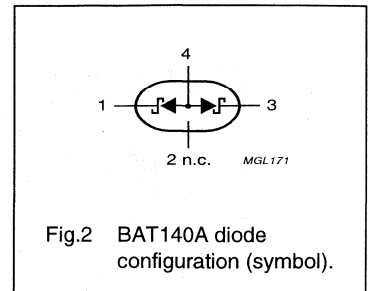 4
1
3
2 n.c.
MGL171
Fig.2 BAT140A diode
configuration (symbol).